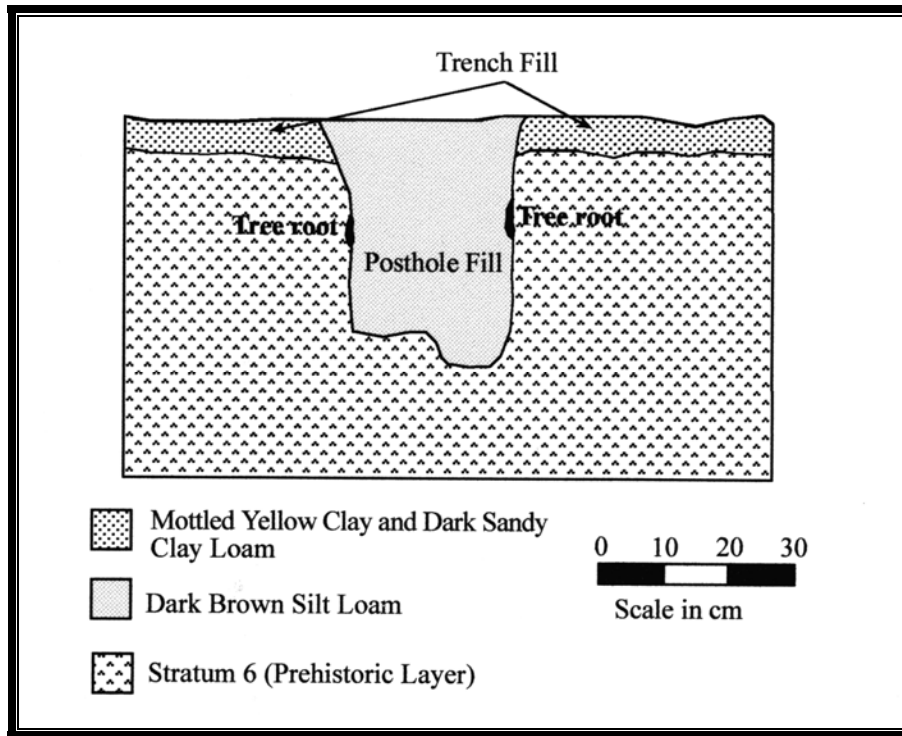 Trench Fill
Tree root
Tree root
Posthole Fill
Mottled Yellow Clay and Dark Sandy
Clay Loam
0 10 20 30
Dark Brown Silt Loam
Scale in cm
Stratum 6 (Prehistoric Layer)